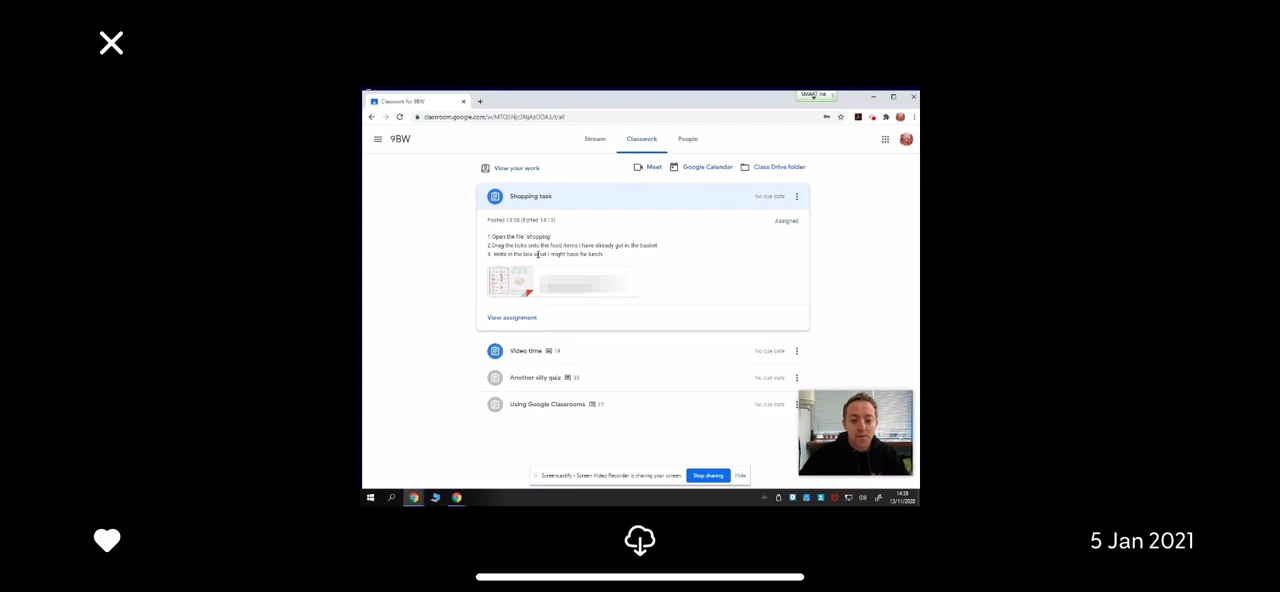 SMART Ink
Classwork for 9BW
classroom.google.com/w/
9BW
Stream
Classwork
People
View your work
Meet
Google Calendar
Class Drive folder
Shopping task
No due date
Posted 13:58 (Edited 14:13)
Assigned
1.Open the file "shopping"
2.Drag the ticks onto the food items I have already got in the basket.
3. Write in the box what I might have for lunch.
View assignment
Video time 19
No due date
Another silly quiz 35
No due date
Using Google Classrooms 27
No due date
Screencastify - Screen Video Recorder is sharing your screen.
Stop sharing
Hide
14:38
13/11/2020
5 Jan 2021